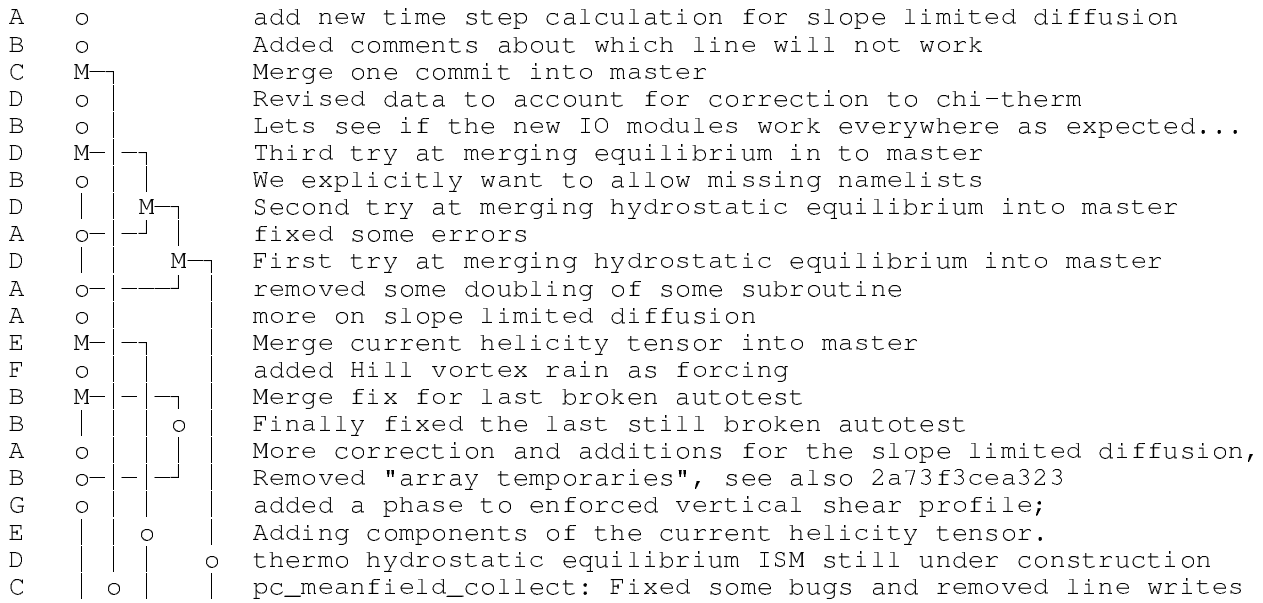 A o add new time step calculation for slope limited diffusion
B o Added comments about which line will not work
C M─┐ Merge one commit into master
D o │ Revised data to account for correction to chi-therm
B o │ Lets see if the new IO modules work everywhere as expected...
D M─│─┐ Third try at merging equilibrium in to master
B o │ │ We explicitly want to allow missing namelists
D │ │ M─┐ Second try at merging hydrostatic equilibrium into master
A o─│─┘ │ fixed some errors
D │ │ M─┐ First try at merging hydrostatic equilibrium into master
A o─│───┘ │ removed some doubling of some subroutine
A o │ │ more on slope limited diffusion
E M─│─┐ │ Merge current helicity tensor into master
F o │ │ │ added Hill vortex rain as forcing
B M─│─│─┐ │ Merge fix for last broken autotest
B │ │ │ o │ Finally fixed the last still broken autotest
A o │ │ │ │ More correction and additions for the slope limited diffusion,
B o─│─│─┘ │ Removed "array temporaries", see also 2a73f3cea323
G o │ │ │ added a phase to enforced vertical shear profile;
E │ │ o │ Adding components of the current helicity tensor.
D │ │ │ o thermo hydrostatic equilibrium ISM still under construction
C │ o │ │ pc_meanfield_collect: Fixed some bugs and removed line writes